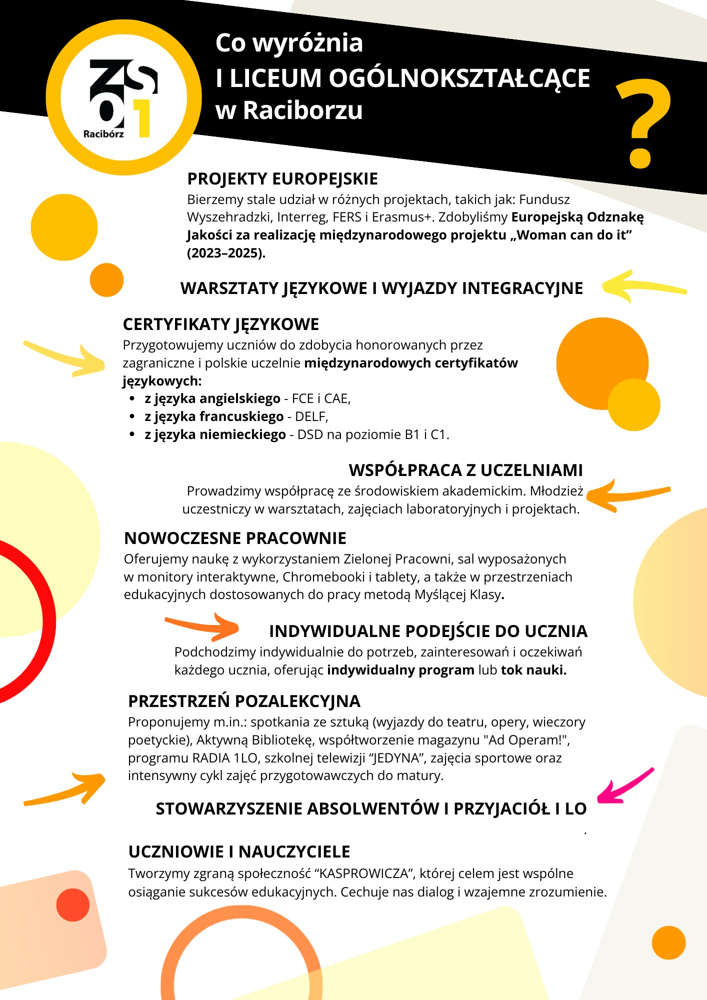 ZS
O1
Racibórz
Co wyróżnia
I LICEUM OGÓLNOKSZTAŁCĄCE
w Raciborzu
?
PROJEKTY EUROPEJSKIE
Bierzemy stale udział w różnych projektach, takich jak: Fundusz
Wyszehradzki, Interreg, FERS i Erasmus+. Zdobyliśmy Europejską Odznakę
Jakości za realizację międzynarodowego projektu „Woman can do it”
(2023–2025).
WARSZTATY JĘZYKOWE I WYJAZDY INTEGRACYJNE
CERTYFIKATY JĘZYKOWE
Przygotowujemy uczniów do zdobycia honorowanych przez
zagraniczne i polskie uczelnie międzynarodowych certyfikatów
językowych:
• z języka angielskiego - FCE i CAE,
• z języka francuskiego - DELF,
• z języka niemieckiego - DSD na poziomie B1 i C1.
WSPÓŁPRACA Z UCZELNIAMI
Prowadzimy współpracę ze środowiskiem akademickim. Młodzież
uczestniczy w warsztatach, zajęciach laboratoryjnych i projektach.
NOWOCZESNE PRACOWNIE
Oferujemy naukę z wykorzystaniem Zielonej Pracowni, sal wyposażonych
w monitory interaktywne, Chromebooki i tablety, a także w przestrzeniach
edukacyjnych dostosowanych do pracy metodą Myślącej Klasy.
INDYWIDUALNE PODEJŚCIE DO UCZNIA
Podchodzimy indywidualnie do potrzeb, zainteresowań i oczekiwań
każdego ucznia, oferując indywidualny program lub tok nauki.
PRZESTRZEŃ POZALEKCYJNA
Proponujemy m.in.: spotkania ze sztuką (wyjazdy do teatru, opery, wieczory
poetyckie), Aktywną Bibliotekę, współtworzenie magazynu "Ad Operam!",
programu RADIA 1LO, szkolnej telewizji “JEDYNA”, zajęcia sportowe oraz
intensywny cykl zajęć przygotowawczych do matury.
STOWARZYSZENIE ABSOLWENTÓW I PRZYJACIÓŁ I LO
.
UCZNIOWIE I NAUCZYCIELE
Tworzymy zgraną społeczność “KASPROWICZA”, której celem jest wspólne
osiąganie sukcesów edukacyjnych. Cechuje nas dialog i wzajemne zrozumienie.